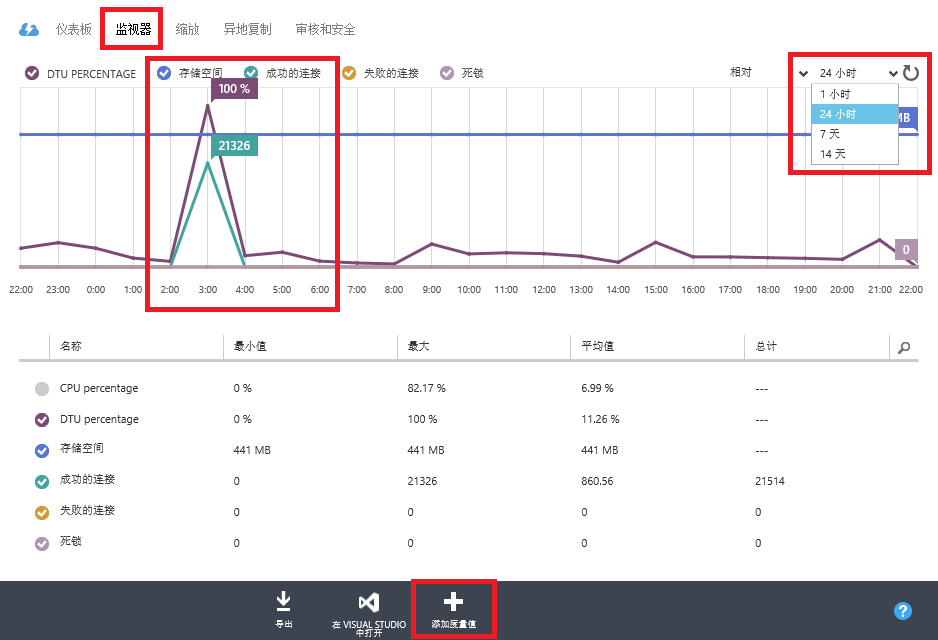 仪表板 监视器 缩放 异地复制 审核和安全
DTU PERCENTAGE 存储空间 成功的连接 失败的连接 死锁 相对 24 小时
1 小时
24 小时
7 天
14 天
100 %
MB
21326
0
22:00 23:00 0:00 1:00 2:00 3:00 4:00 5:00 6:00 7:00 8:00 9:00 10:00 11:00 12:00 13:00 14:00 15:00 16:00 17:00 18:00 19:00 20:00 21:00 22:00
名称 最小值 最大 平均值 总计
CPU percentage 0 % 82.17 % 6.99 % ---
DTU percentage 0 % 100 % 11.26 % ---
存储空间 441 MB 441 MB 441 MB ---
成功的连接 0 21326 860.56 21514
失败的连接 0 0 0 0
死锁 0 0 0 0
导出
在 VISUAL STUDIO
中打开
添加度量值
?